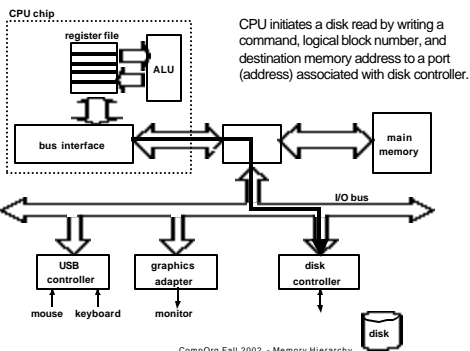 CPU chip
register file
ALU
CPU initiates a disk read by writing a
command, logical block number, and
destination memory address to a port
(address) associated with disk controller.
bus interface
main
memory
I/O bus
USB
controller
graphics
adapter
disk
controller
mouse keyboard
monitor
disk
CompOrg Fall 2002 - Memory Hierarchy